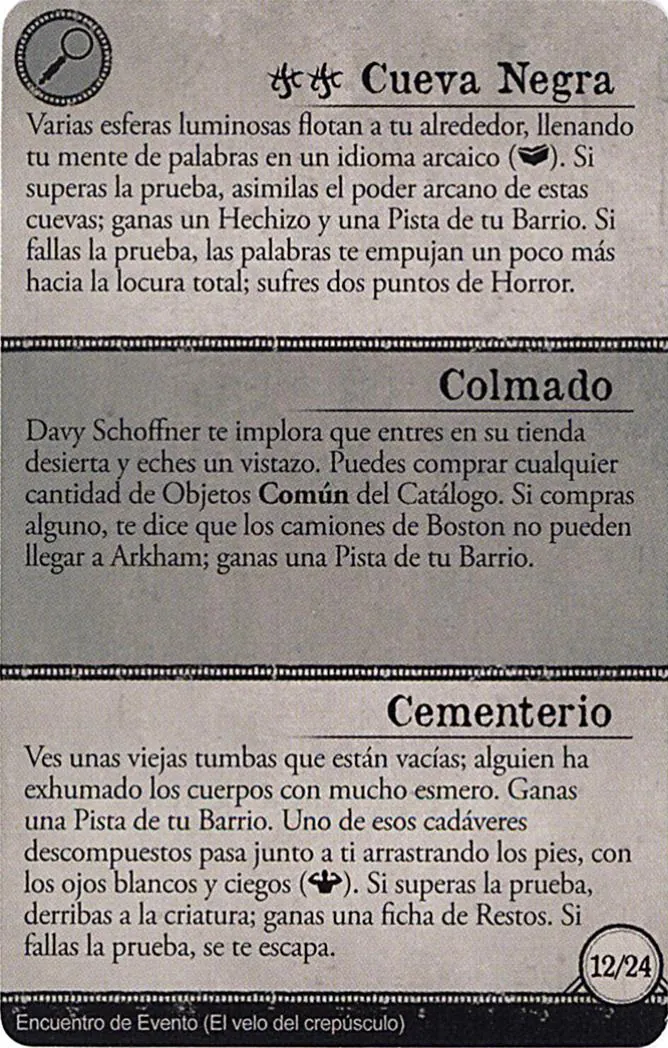 Cueva Negra
Varias esferas luminosas flotan a tu alrededor, llenando
tu mente de palabras en un idioma arcaico ( ). Si
superas la prueba, asimilas el poder arcano de estas
cuevas; ganas un Hechizo y una Pista de tu Barrio. Si
fallas la prueba, las palabras te empujan un poco más
hacia la locura total; sufres dos puntos de Horror.
Colmado
Davy Schoffner te implora que entres en su tienda
desierta y eches un vistazo. Puedes comprar cualquier
cantidad de Objetos Común del Catálogo. Si compras
alguno, te dice que los camiones de Boston no pueden
llegar a Arkham; ganas una Pista de tu Barrio.
Cementerio
Ves unas viejas tumbas que están vacías; alguien ha
exhumado los cuerpos con mucho esmero. Ganas
una Pista de tu Barrio. Uno de esos cadáveres
descompuestos pasa junto a ti arrastrando los pies, con
los ojos blancos y ciegos ( ). Si superas la prueba,
derribas a la criatura; ganas una ficha de Restos. Si
fallas la prueba, se te escapa.
12/24
Encuentro de Evento (El velo del crepúsculo)